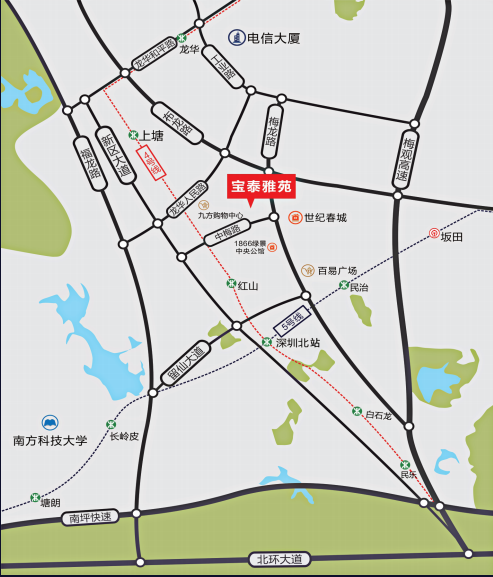 电信大厦
龙华和平路
龙华
工业路
布龙路
梅龙路
上塘
4号线
新区大道
福龙路
梅观高速
龙华人民路
宝泰雅苑
九方购物中心
世纪春城
中梅路
坂田
1866绿景
中央公馆
百易广场
红山
民治
5号线
深圳北站
留仙大道
白石龙
南方科技大学
长岭皮
民乐
塘朗
南坪快速
北环大道